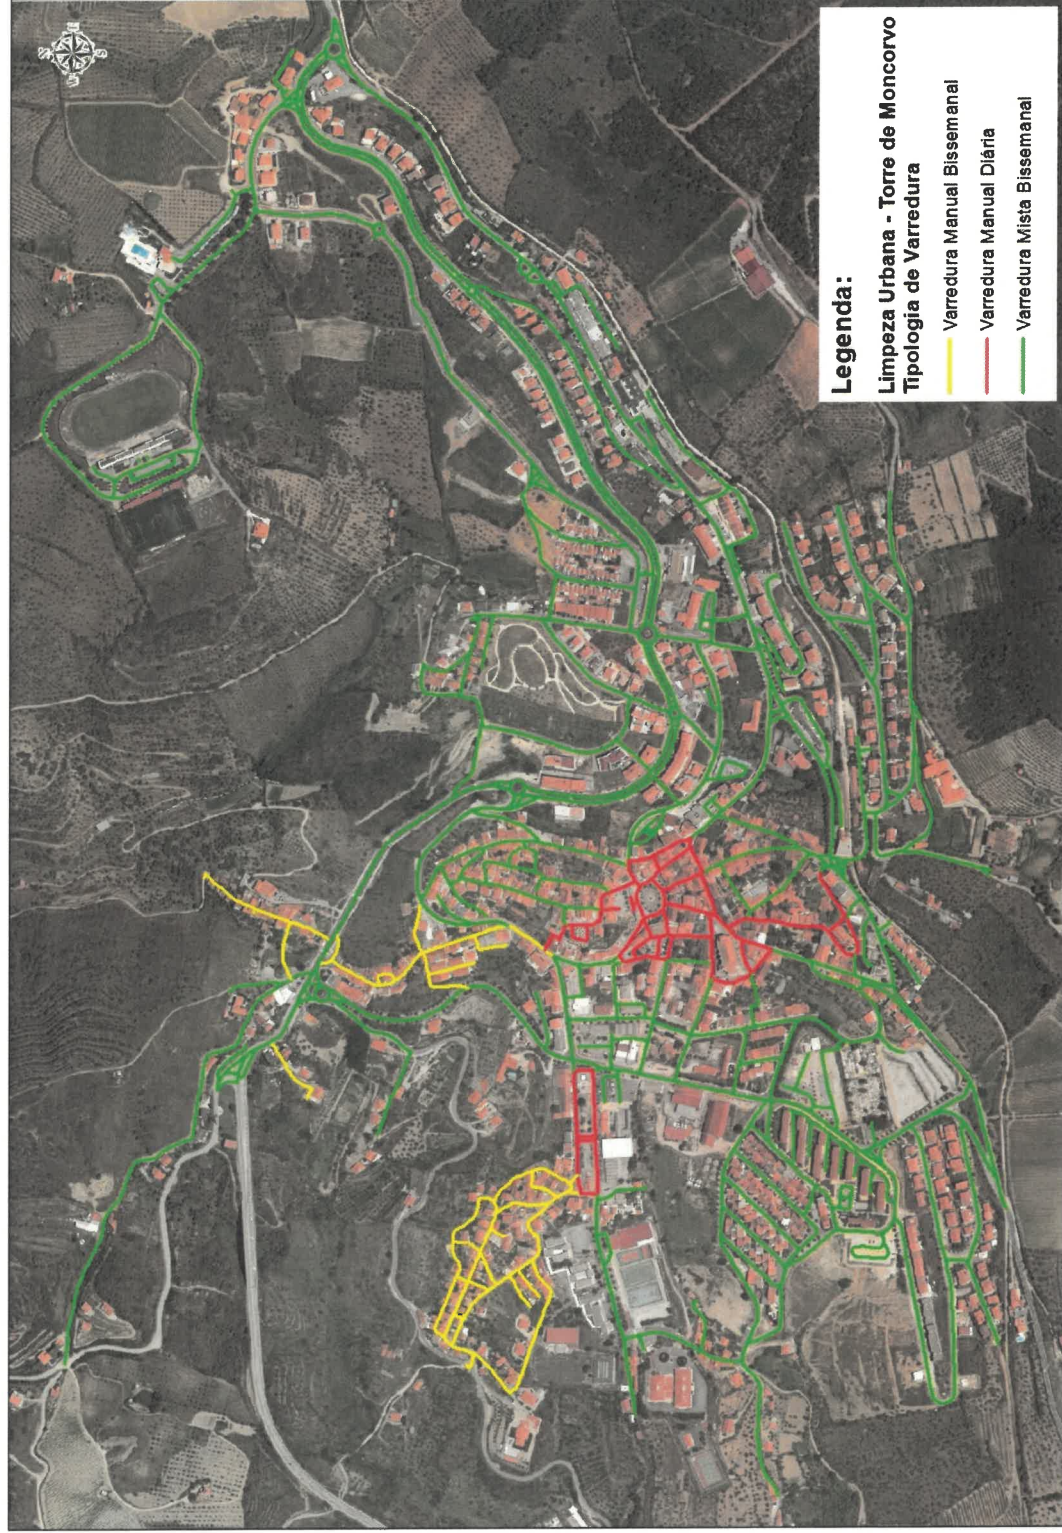 Legenda:
Limpeza Urbana - Torre de Moncorvo
Tipologia de Varredura
Varredura Manual Bissemanal
Varredura Manual Diária
Varredura Mista Bissemanal